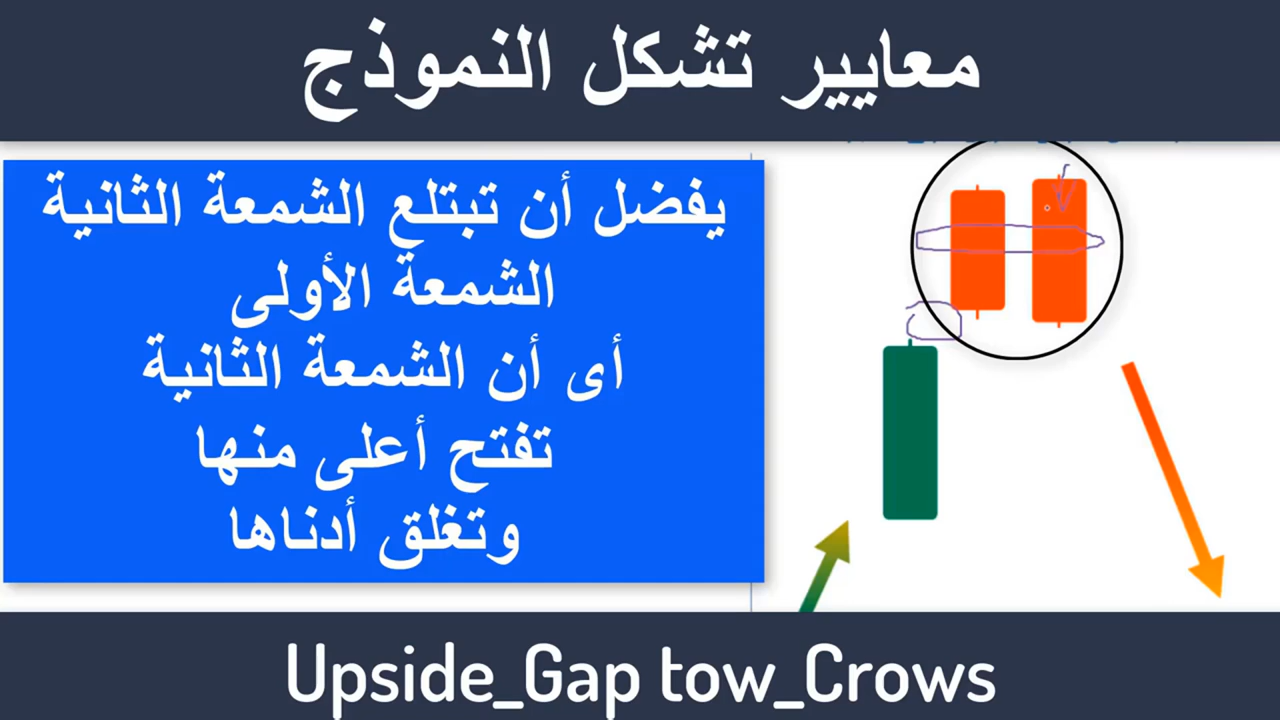 معايير تشكل النموذج
يفضل أن تبتلع الشمعة الثانية
الشمعة الأولى
أى أن الشمعة الثانية
تفتح أعلى منها
وتغلق أدناها
Upside_Gap tow_Crows